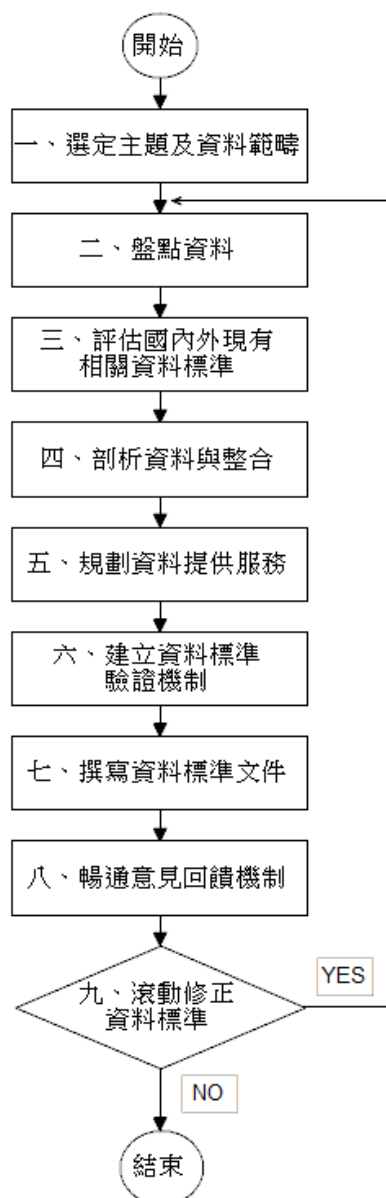 開始
一、選定主題及資料範疇
二、盤點資料
三、評估國內外現有
相關資料標準
四、剖析資料與整合
五、規劃資料提供服務
六、建立資料標準
驗證機制
七、撰寫資料標準文件
八、暢通意見回饋機制
九、滾動修正
資料標準
YES
NO
結束